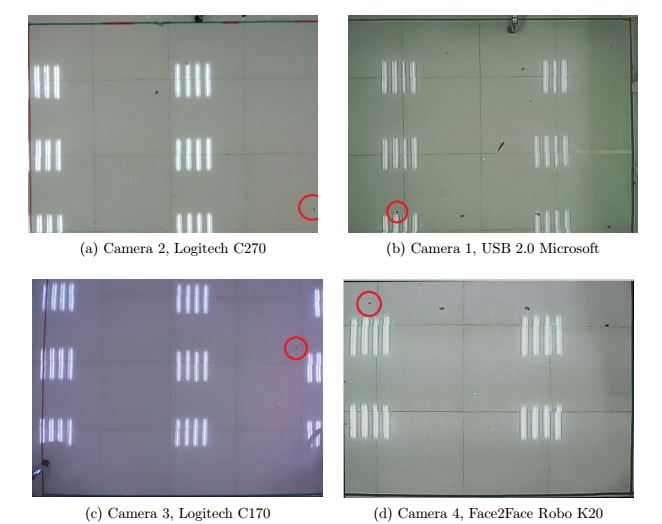 (a) Camera 2, Logitech C270
(b) Camera 1, USB 2.0 Microsoft
(c) Camera 3, Logitech C170
(d) Camera 4, Face2Face Robo K20